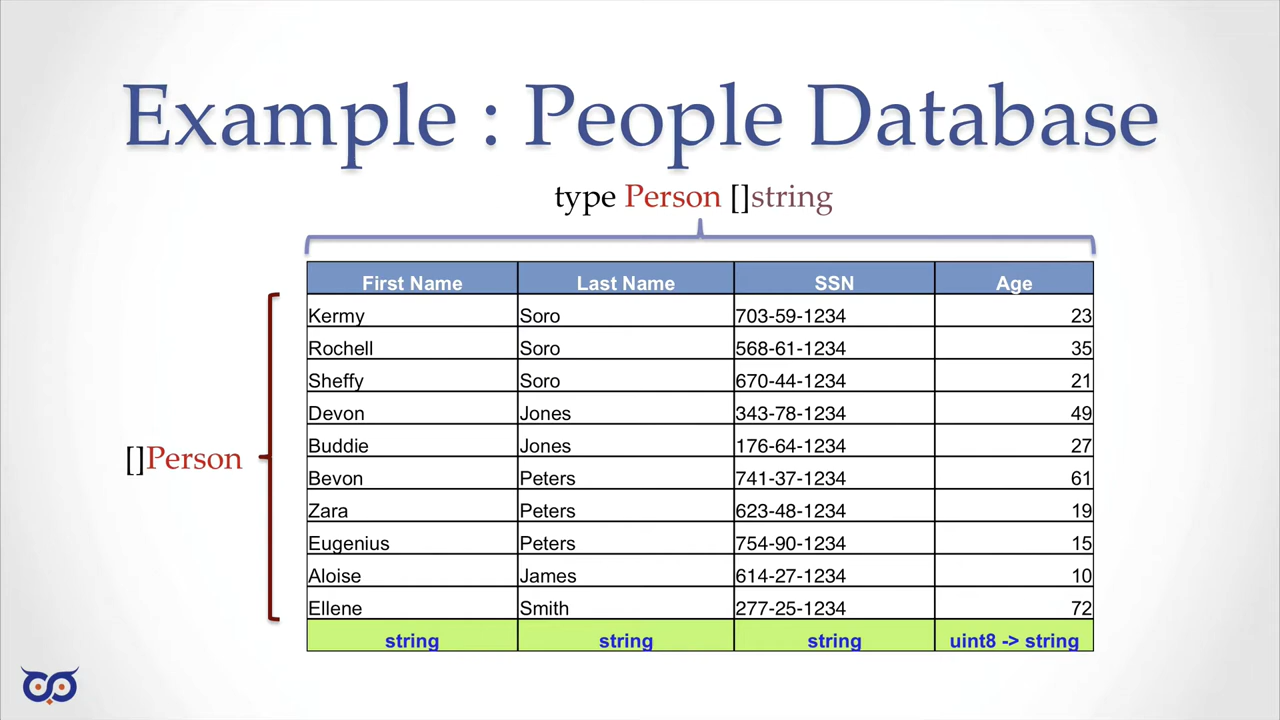 Example : People Database
type Person []string
First Name Last Name SSN Age
Kermy Soro 703-59-1234 23
Rochell Soro 568-61-1234 35
Sheffy Soro 670-44-1234 21
Devon Jones 343-78-1234 49
Buddie Jones 176-64-1234 27
[]Person
Bevon Peters 741-37-1234 61
Zara Peters 623-48-1234 19
Eugenius Peters 754-90-1234 15
Aloise James 614-27-1234 10
Ellene Smith 277-25-1234 72
string string string uint8 -> string